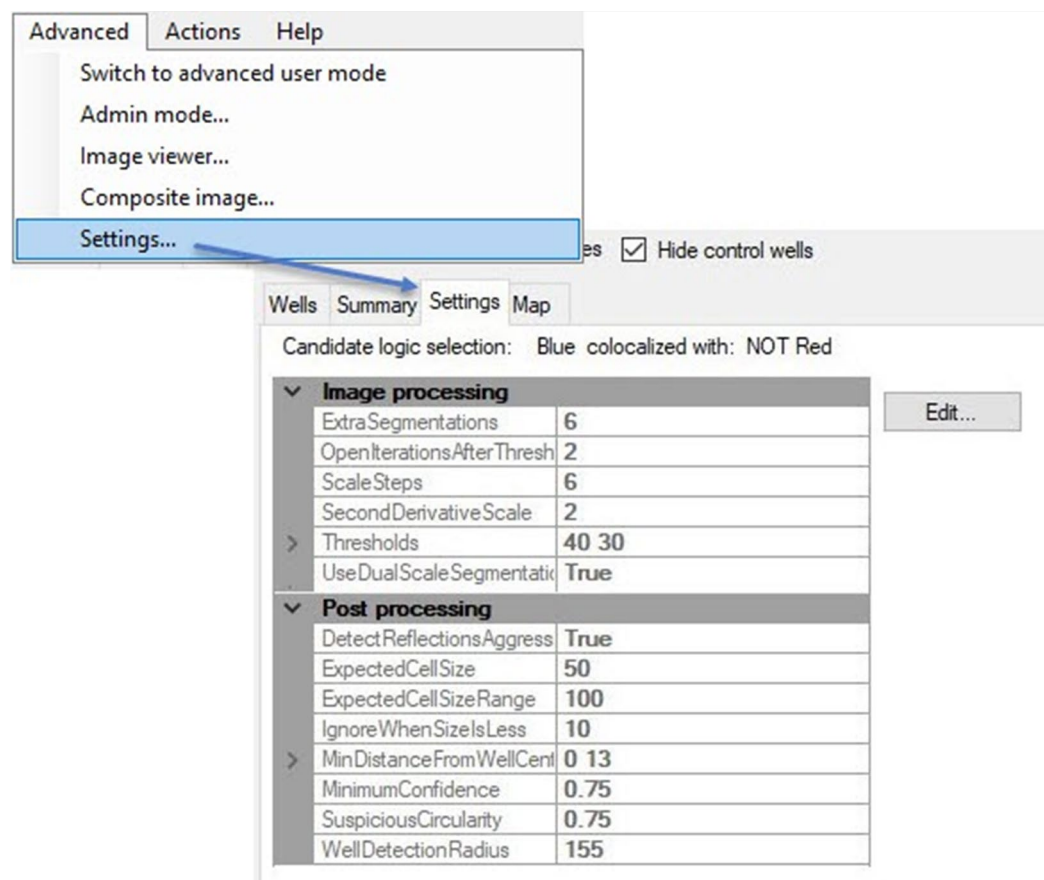 Advanced Actions Help
Switch to advanced user mode
Admin mode...
Image viewer...
Composite image...
Settings...
es Hide control wells
Wells Summary Settings Map
Candidate logic selection: Blue colocalized with: NOT Red
Image processing
Edit...
ExtraSegmentations 6
OpenIterationsAfterThresh 2
ScaleSteps 6
SecondDerivativeScale 2
Thresholds 40 30
UseDualScaleSegmentatic True
Post processing
DetectReflectionsAggress True
ExpectedCellSize 50
ExpectedCellSizeRange 100
IgnoreWhenSizeIsLess 10
MinDistanceFromWellCent 0 13
MinimumConfidence 0.75
SuspiciousCircularity 0.75
WellDetectionRadius 155